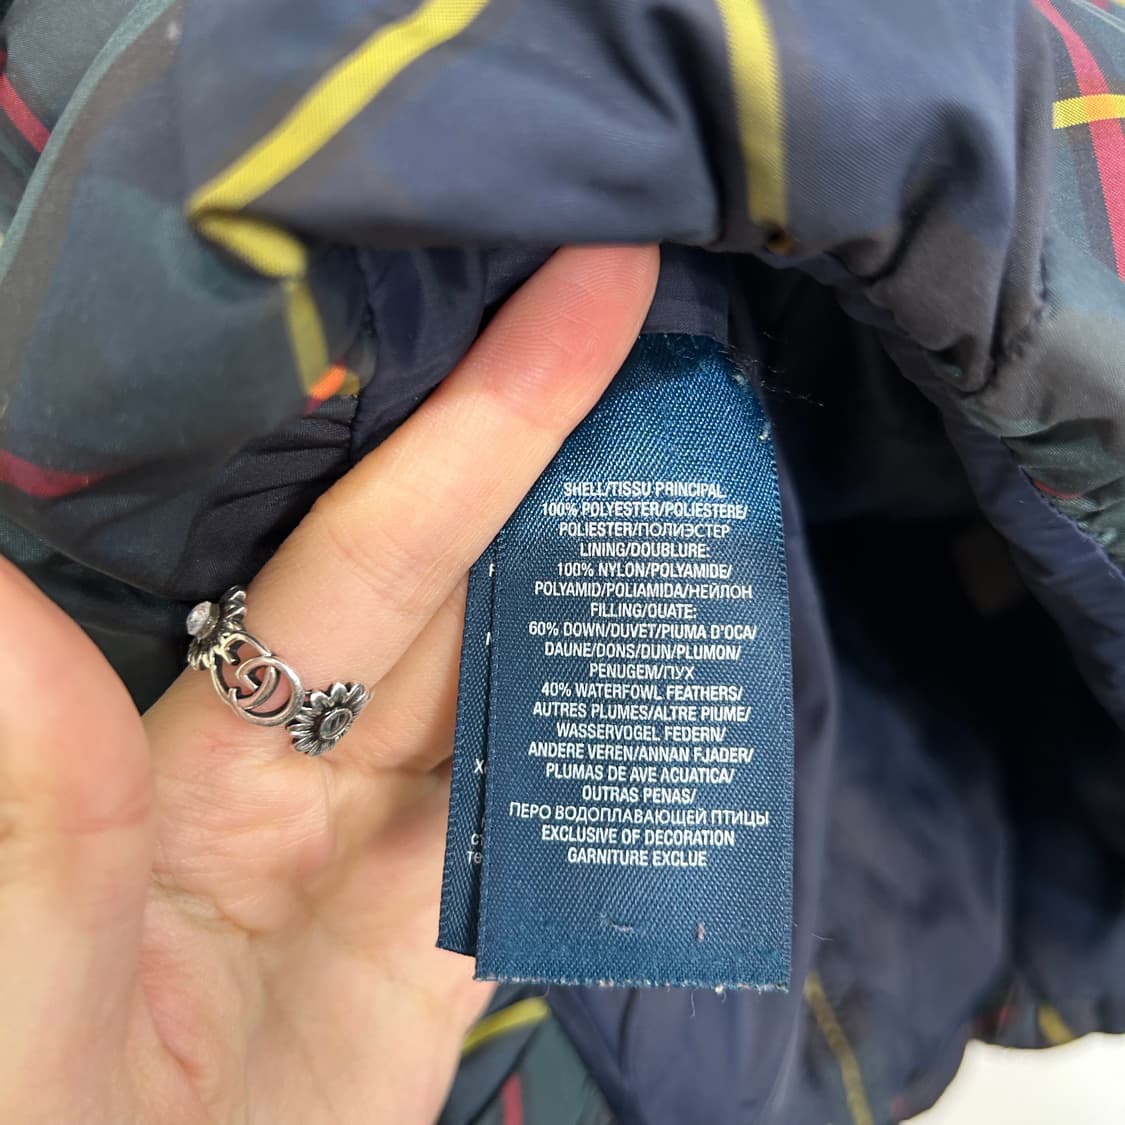 SHELL/TISSU PRINCIPAL
100% POLYESTER/POLIESTERE/
POLIESTER/ПОЛИЭСТЕР
LINING/DOUBLURE:
100% NYLON/POLYAMIDE/
POLYAMID/POLIAMIDA/НЕЙЛОН
FILLING/OUATE:
60% DOWN/DUVET/PIUMA D'OCA/
DAUNE/DONS/DUN/PLUMON/
PENUGEM/ПУХ
40% WATERFOWL FEATHERS/
AUTRES PLUMES/ALTRE PIUME/
WASSERVOGEL FEDERN/
ANDERE VEREN/ANNAN FJADER/
PLUMAS DE AVE ACUATICA/
OUTRAS PENAS/
ПЕРО ВОДОПЛАВАЮЩЕЙ ПТИЦЫ
EXCLUSIVE OF DECORATION
GARNITURE EXCLUE